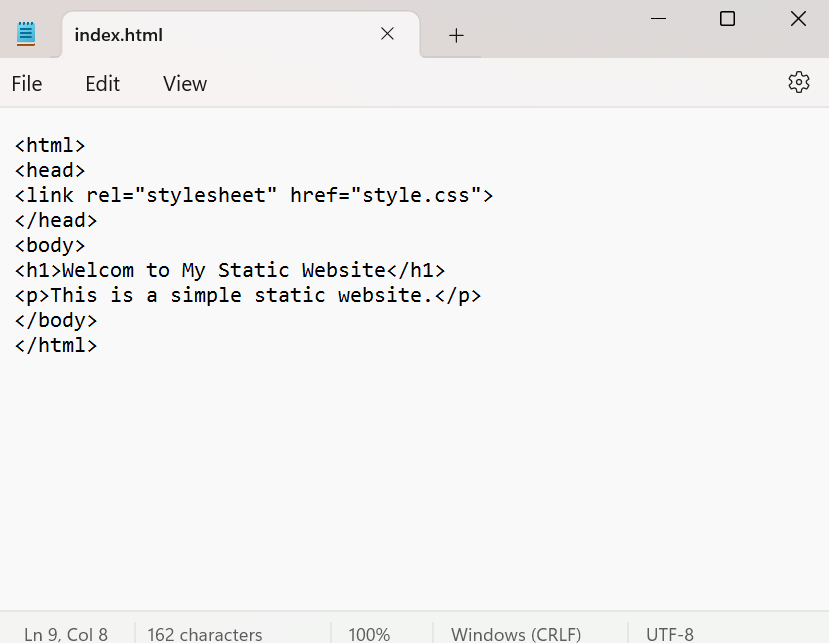 index.html
File Edit View
<html>
<head>
<link rel="stylesheet" href="style.css">
</head>
<body>
<h1>Welcom to My Static Website</h1>
<p>This is a simple static website.</p>
</body>
</html>
Ln 9, Col 8 162 characters 100% Windows (CRLF) UTF-8